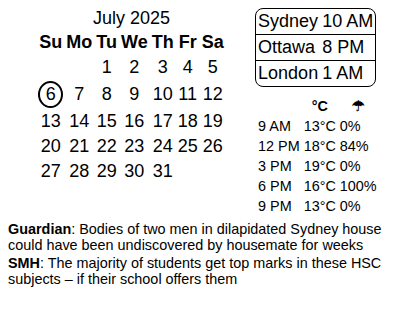 July 2025
Su Mo Tu We Th Fr Sa
1 2 3 4 5
6 7 8 9 10 11 12
13 14 15 16 17 18 19
20 21 22 23 24 25 26
27 28 29 30 31
Sydney 10 AM
Ottawa 8 PM
London 1 AM
°C ☂
9 AM 13°C 0%
12 PM 18°C 84%
3 PM 19°C 0%
6 PM 16°C 100%
9 PM 13°C 0%
Guardian: Bodies of two men in dilapidated Sydney house
could have been undiscovered by housemate for weeks
SMH: The majority of students get top marks in these HSC
subjects – if their school offers them